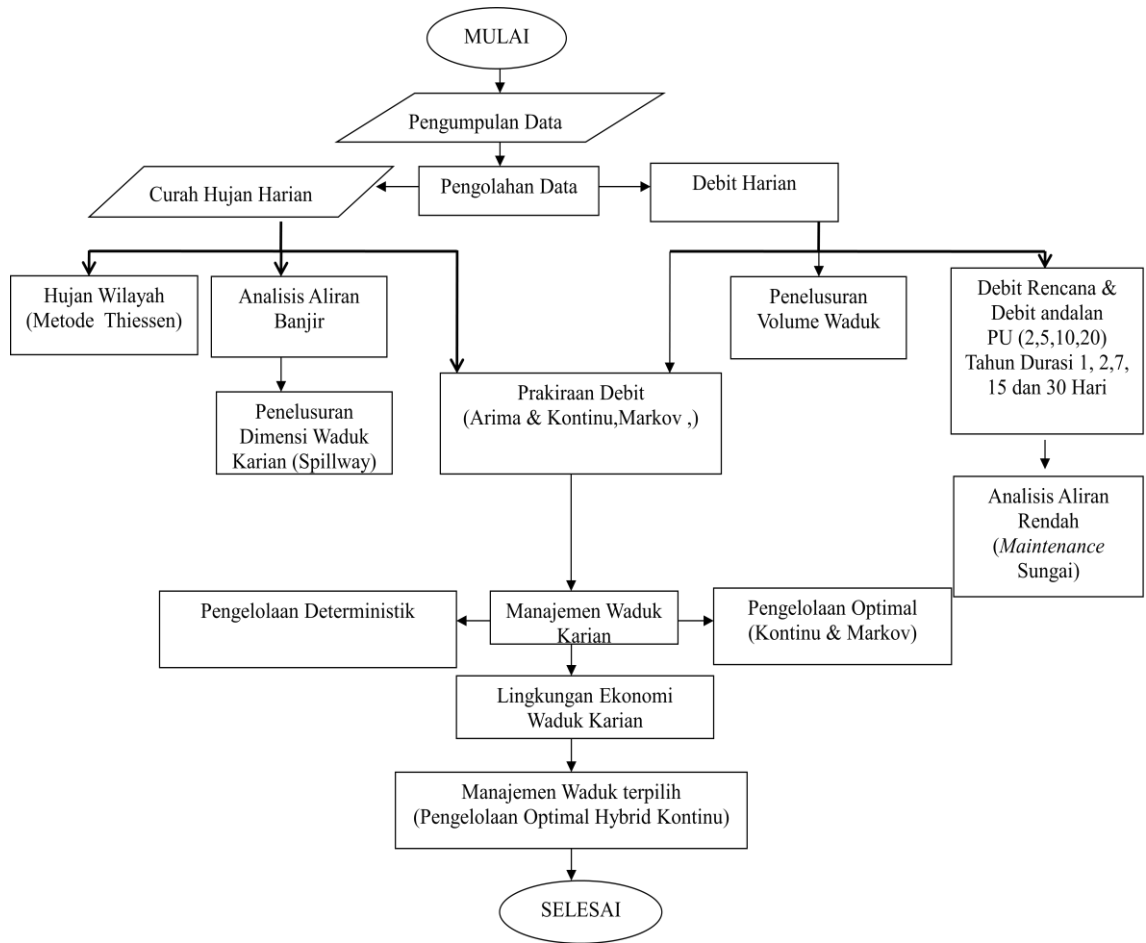 MULAI
Pengumpulan Data
Curah Hujan Harian
Pengolahan Data
Debit Harian
Hujan Wilayah
(Metode Thiessen)
Analisis Aliran
Banjir
Penelusuran
Volume Waduk
Debit Rencana &
Debit andalan
PU (2,5,10,20)
Tahun Durasi 1, 2,7,
15 dan 30 Hari
Penelusuran
Dimensi Waduk
Karian (Spillway)
Prakiraan Debit
(Arima & Kontinu,Markov ,)
Analisis Aliran
Rendah
(Maintenance
Sungai)
Pengelolaan Deterministik
Manajemen Waduk
Karian
Pengelolaan Optimal
(Kontinu & Markov)
Lingkungan Ekonomi
Waduk Karian
Manajemen Waduk terpilih
(Pengelolaan Optimal Hybrid Kontinu)
SELESAI